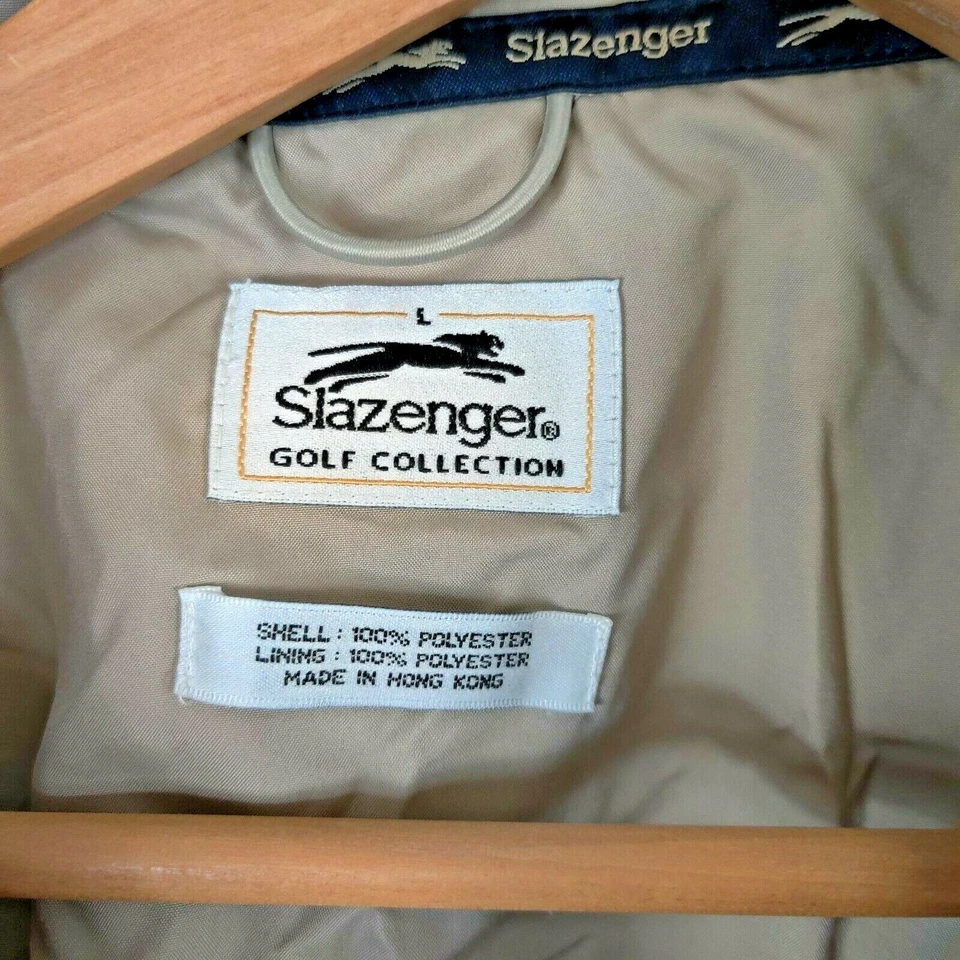 Slazenger
L
Slazenger®
GOLF COLLECTION
SHELL : 100% POLYESTER
LINING : 100% POLYESTER
MADE IN HONG KONG